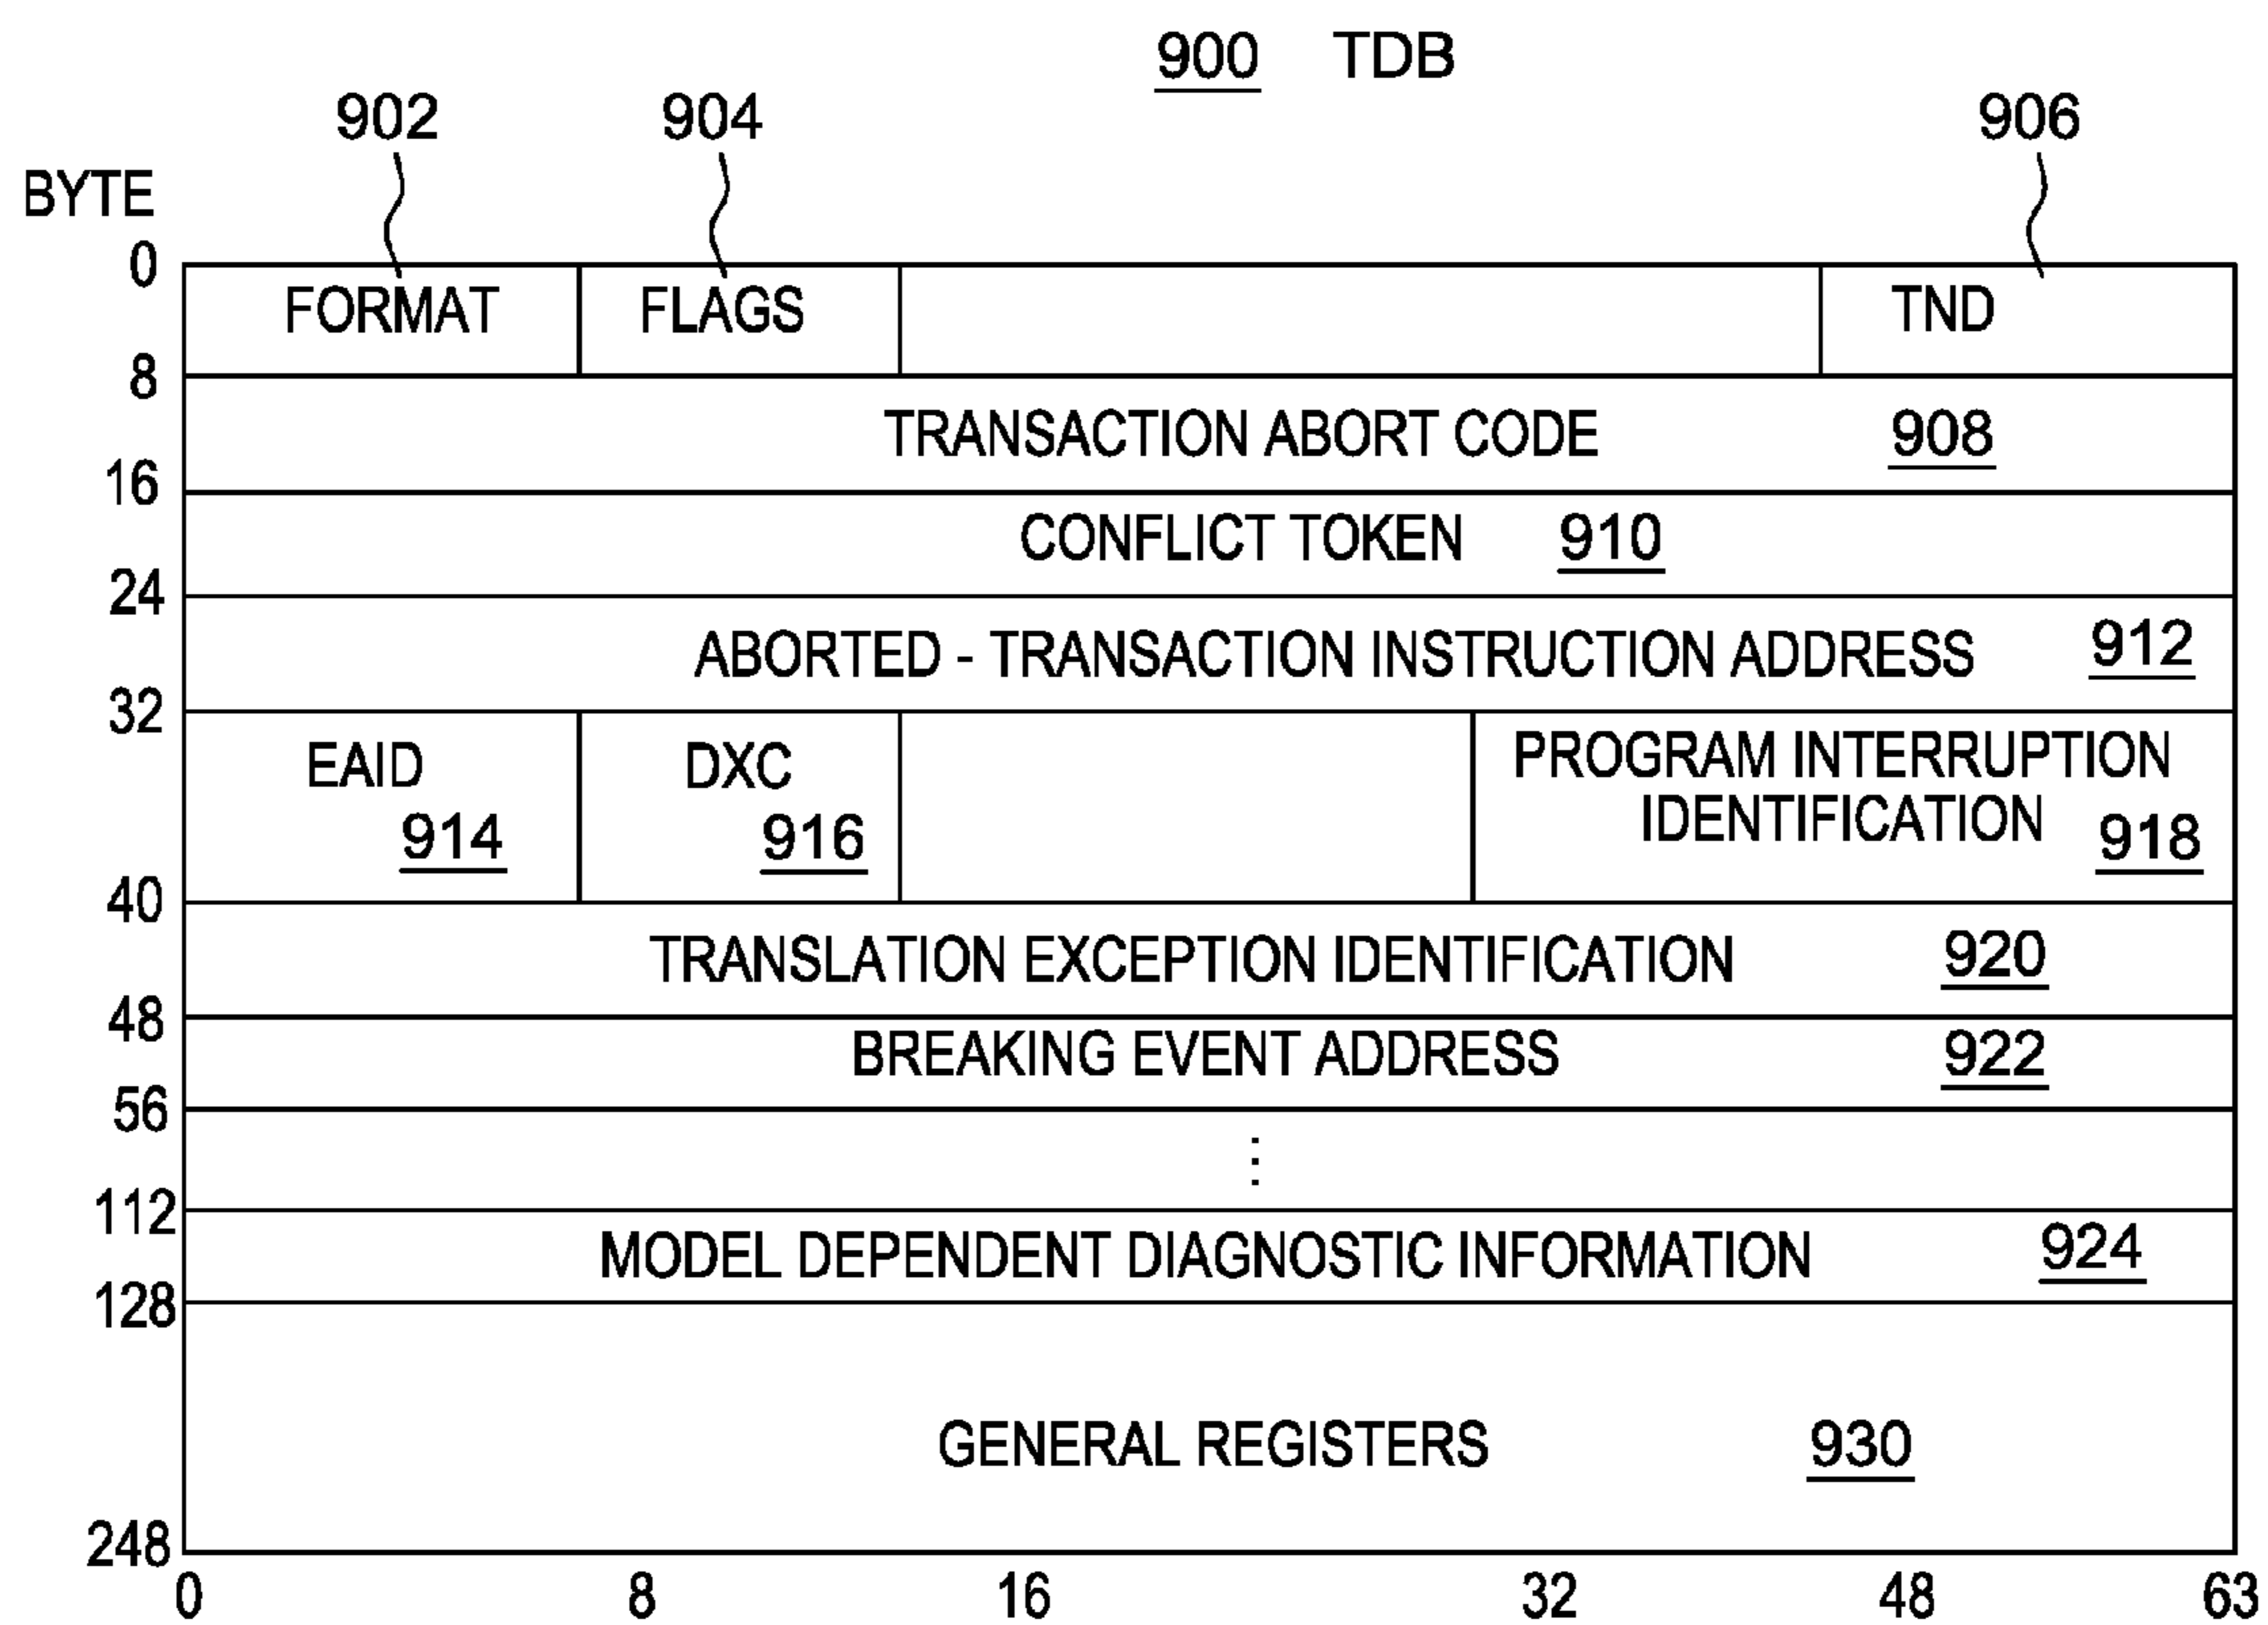 900 TDB
902 904 906
BYTE
0
FORMAT FLAGS TND
8
TRANSACTION ABORT CODE 908
16
CONFLICT TOKEN 910
24
ABORTED - TRANSACTION INSTRUCTION ADDRESS 912
32
EAID 914
DXC 916
PROGRAM INTERRUPTION
IDENTIFICATION 918
40
TRANSLATION EXCEPTION IDENTIFICATION 920
48
BREAKING EVENT ADDRESS 922
56
⋮
112
MODEL DEPENDENT DIAGNOSTIC INFORMATION 924
128
GENERAL REGISTERS 930
248
0 8 16 32 48 63